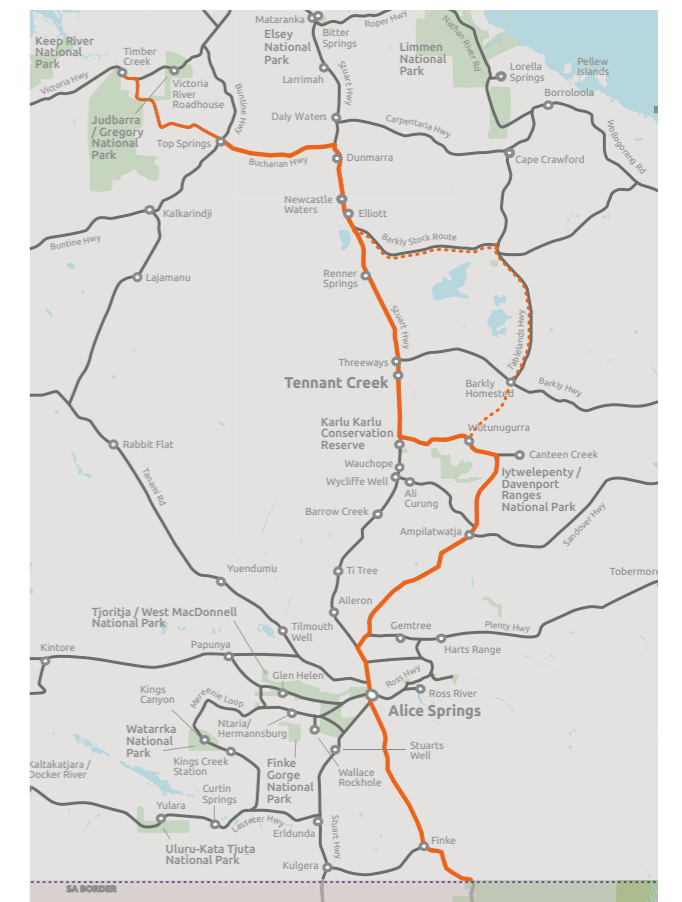 Mataranka
Roper Hwy
Bitter
Springs
Elsey
National
Park
Keep River
National
Park
Timber
Creek
Victoria Hwy
Victoria
River
Roadhouse
Larrimah
Stuart Hwy
Limmen
National
Park
Nathan River Rd
Lorella
Springs
Pellew
Islands
Borroloola
Wollogorang Rd
Buntine Hwy
Judbarra
/ Gregory
National
Park
Top Springs
Buchanan Hwy
Daly Waters
Carpentaria Hwy
Dunmarra
Cape Crawford
Newcastle
Waters
Elliott
Kalkarindji
Buntine Hwy
Barkly Stock Route
Lajamanu
Renner
Springs
Stuart Hwy
Tablelands Hwy
Threeways
Tennant Creek
Barkly
Homested
Barkly Hwy
Karlu Karlu
Conservation
Reserve
Wutunugurra
Canteen Creek
Rabbit Flat
Tanami Rd
Wauchope
Wycliffe Well
Ali
Curung
Iytwelepenty /
Davenport
Ranges
National Park
Barrow Creek
Ampilatwatja
Sandover Hwy
Yuendumu
Ti Tree
Tobermore
Aileron
Tjoritja / West MacDonnell
National Park
Tilmouth
Well
Gemtree
Plenty Hwy
Harts Range
Kintore
Papunya
Glen Helen
Ross Hwy
Ross River
Kings
Canyon
Mereenie Loop
Alice Springs
Ntaria/
Hermannsburg
Watarrka
National
Park
Kings Creek
Station
Finke
Gorge
National
Park
Wallace
Rockhole
Stuarts
Well
Kaltakatjara /
Docker River
Curtin
Springs
Yulara
Lasseter Hwy
Erldunda
Stuart Hwy
Uluru-Kata Tjuta
National Park
Finke
Kulgera
SA BORDER